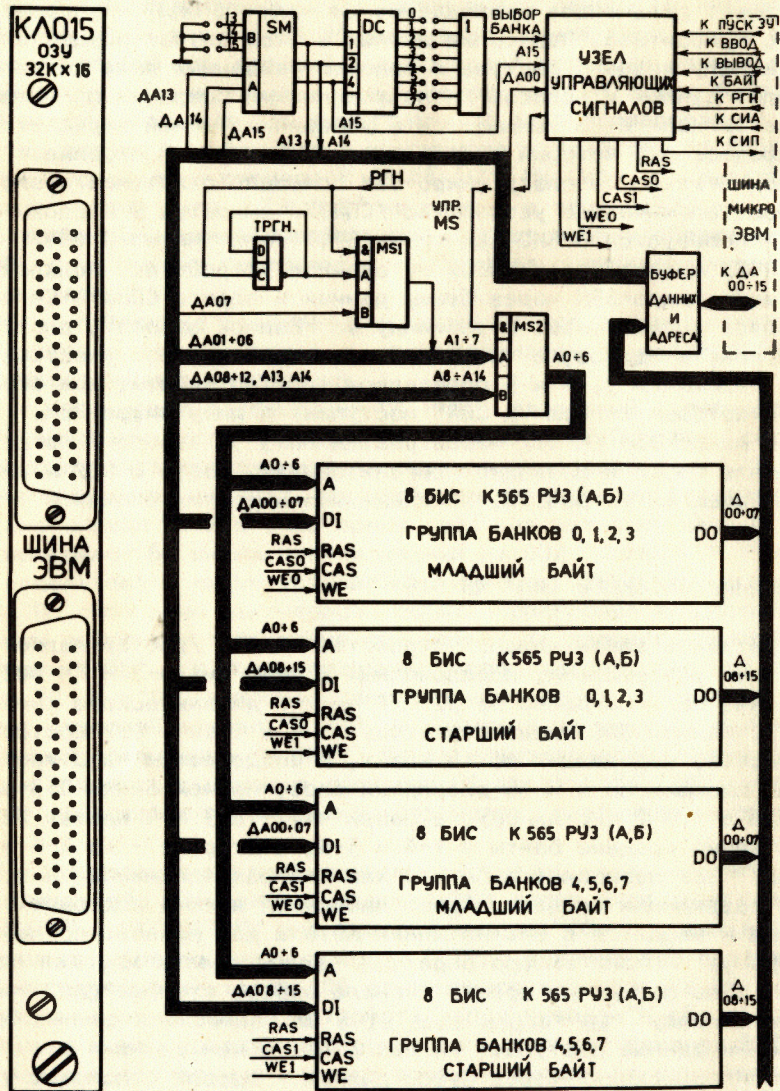 КЛ015
ОЗУ
32К х 16
ШИНА
ЭВМ
13
14
15
B
A
SM
DC
1
2
4
0
1
2
3
4
5
6
7
1
ВЫБОР
БАНКА
А15
ДА00
УЗЕЛ
УПРАВЛЯЮЩИХ
СИГНАЛОВ
К ПУСК ЗУ
К ВВОД
К ВЫВОД
К БАЙТ
К РГН
К СИА
К СИП
ДА13
ДА 14
ДА15
А13
А14
А15
RAS
CAS0
CAS1
WE0
WE1
РГН
УПР.
MS
ШИНА
МИКРО
ЭВМ
ТРГН.
D
C
&
A
B
MS1
БУФЕР
ДАННЫХ
И
АДРЕСА
К ДА
00÷15
ДА07
ДА01÷06
А1÷7
ДА08÷12, А13, А14
А8÷А14
&
A
B
MS2
А0÷6
А0÷6
A
ДА00÷07
DI
RAS
RAS
CAS0
CAS
WE0
WE
8 БИС К565 РУ3 (А,Б)
ГРУППА БАНКОВ 0, 1, 2, 3
МЛАДШИЙ БАЙТ
DO
Д
00÷07
А0÷6
A
ДА08÷15
DI
RAS
RAS
CAS0
CAS
WE1
WE
8 БИС К565 РУ3 (А,Б)
ГРУППА БАНКОВ 0,1,2,3
СТАРШИЙ БАЙТ
DO
Д
08÷15
А0÷6
A
ДА00÷07
DI
RAS
RAS
CAS1
CAS
WE0
WE
8 БИС К 565 РУ3 (А,Б)
ГРУППА БАНКОВ 4,5,6,7
МЛАДШИЙ БАЙТ
DO
Д
00÷07
А0÷6
A
ДА08÷15
DI
RAS
RAS
CAS1
CAS
WE1
WE
8 БИС К 565 РУ3 (А,Б)
ГРУППА БАНКОВ 4,5,6,7
СТАРШИЙ БАЙТ
DO
Д
08÷15